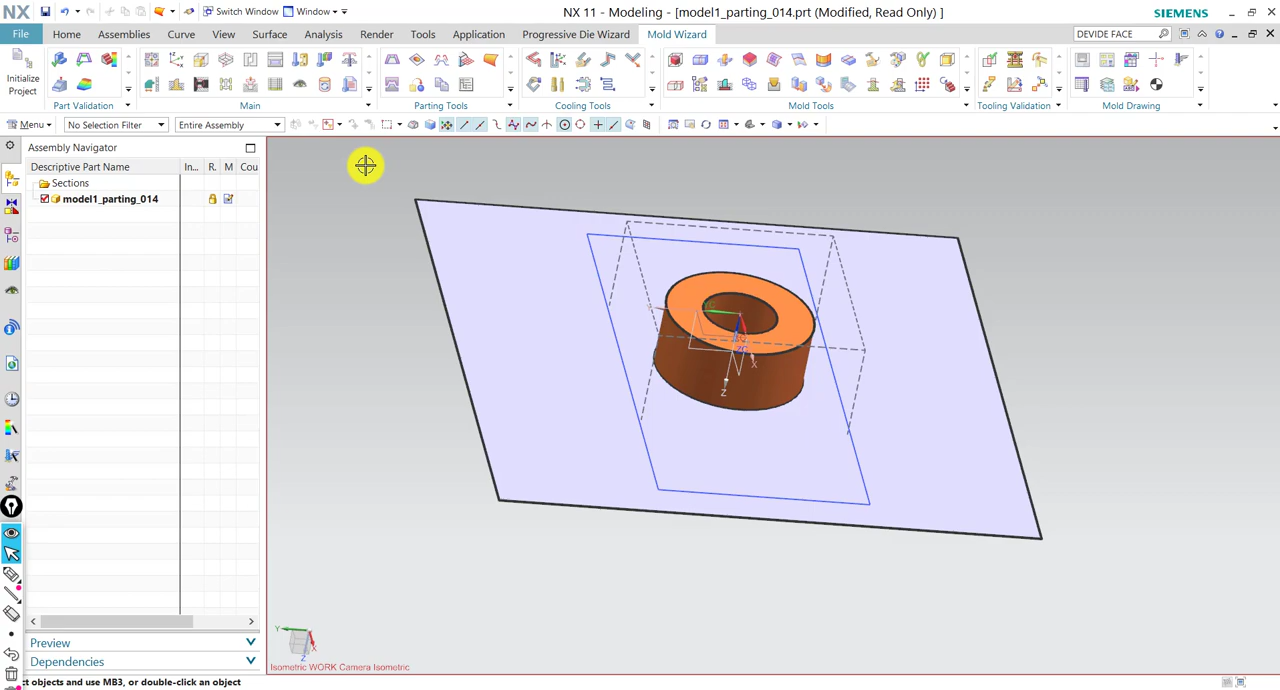 NX
Switch Window
Window
NX 11 - Modeling - [model1_parting_014.prt (Modified, Read Only) ]
SIEMENS
File
Home
Assemblies
Curve
View
Surface
Analysis
Render
Tools
Application
Progressive Die Wizard
Mold Wizard
DEVIDE FACE
Initialize
Project
Part Validation
Main
Parting Tools
Cooling Tools
Mold Tools
Tooling Validation
Mold Drawing
Menu
No Selection Filter
Entire Assembly
Assembly Navigator
Descriptive Part Name
In...
R.
M
Cou
Sections
model1_parting_014
X
Z
Y
X
Z
Isometric WORK Camera Isometric
Preview
Dependencies
ct objects and use MB3, or double-click an object